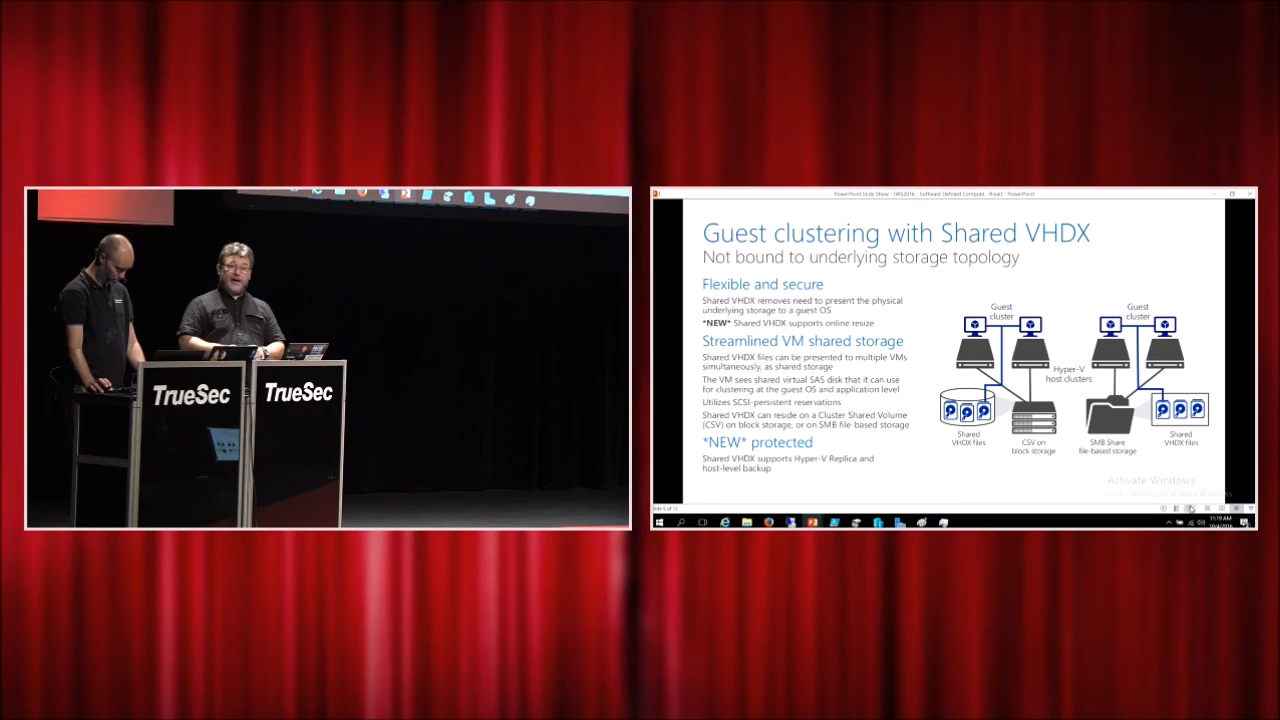 TrueSec
TrueSec
Guest clustering with Shared VHDX
Not bound to underlying storage topology
Flexible and secure
Shared VHDX removes need to present the physical
underlying storage to a guest OS
*NEW* Shared VHDX supports online resize
Streamlined VM shared storage
Shared VHDX files can be presented to multiple VMs
simultaneously, as shared storage
The VM sees shared virtual SAS disk that it can use
for clustering at the guest OS and application level
Utilizes SCSI-persistent reservations
Shared VHDX can reside on a Cluster Shared Volume
(CSV) on block storage, or on SMB file-based storage
*NEW* protected
Shared VHDX supports Hyper-V Replica and
host-level backup
Guest
cluster
Guest
cluster
Hyper-V
host clusters
Shared
VHDX files
CSV on
block storage
SMB Share
file-based storage
Shared
VHDX files
Activate Windows
11:19 AM
10/4/2016